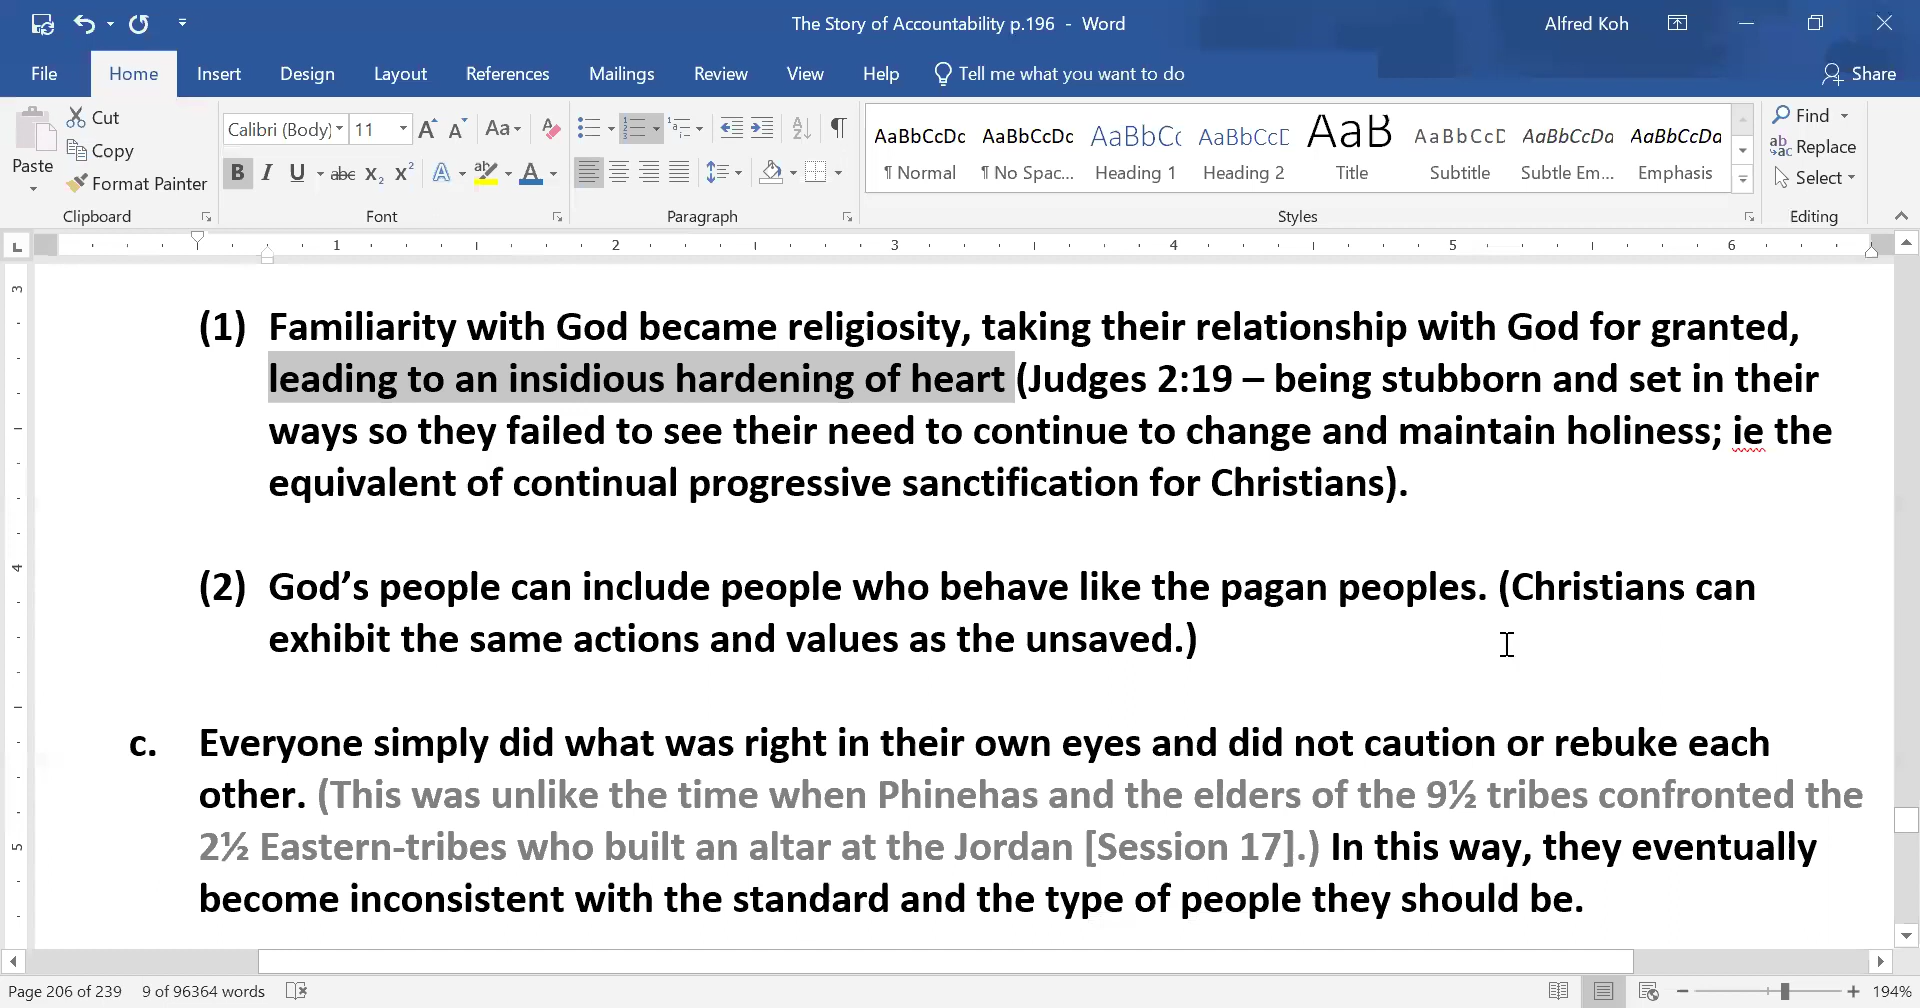 The Story of Accountability p.196 - Word
Alfred Koh
File
Home
Insert
Design
Layout
References
Mailings
Review
View
Help
Tell me what you want to do
Share
Paste
Cut
Copy
Format Painter
Clipboard
Calibri (Body)
11
Font
Paragraph
AaBbCcDc
¶ Normal
AaBbCcDc
¶ No Spac...
AaBbCc
Heading 1
AaBbCcD
Heading 2
AaB
Title
AaBbCcD
Subtitle
AaBbCcDa
Subtle Em...
AaBbCcDa
Emphasis
Styles
Find
Replace
Select
Editing
1 2 3 4 5 6
3
4
5
(1) Familiarity with God became religiosity, taking their relationship with God for granted,
leading to an insidious hardening of heart (Judges 2:19 – being stubborn and set in their
ways so they failed to see their need to continue to change and maintain holiness; ie the
equivalent of continual progressive sanctification for Christians).
(2) God’s people can include people who behave like the pagan peoples. (Christians can
exhibit the same actions and values as the unsaved.)
c. Everyone simply did what was right in their own eyes and did not caution or rebuke each
other. (This was unlike the time when Phinehas and the elders of the 9½ tribes confronted the
2½ Eastern-tribes who built an altar at the Jordan [Session 17].) In this way, they eventually
become inconsistent with the standard and the type of people they should be.
Page 206 of 239
9 of 96364 words
194%